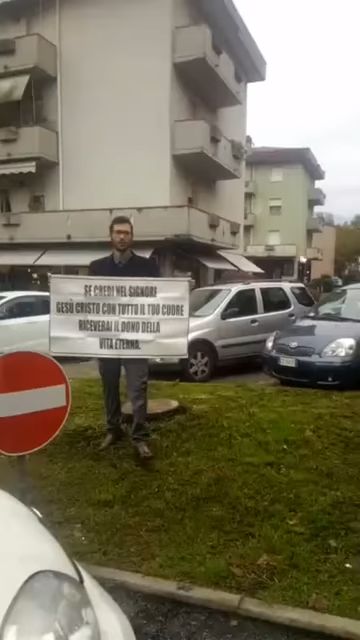 SE CREDI NEL SIGNORE
GESÙ CRISTO CON TUTTO IL TUO CUORE
RICEVERAI IL DONO DELLA
VITA ETERNA.